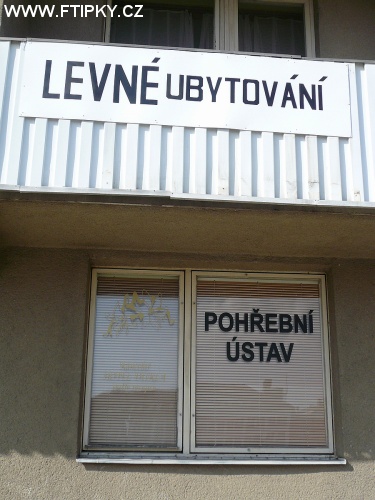 WWW.FTIPKY.CZ
LEVNÉ UBYTOVÁNÍ
POHŘEBNÍ
ÚSTAV